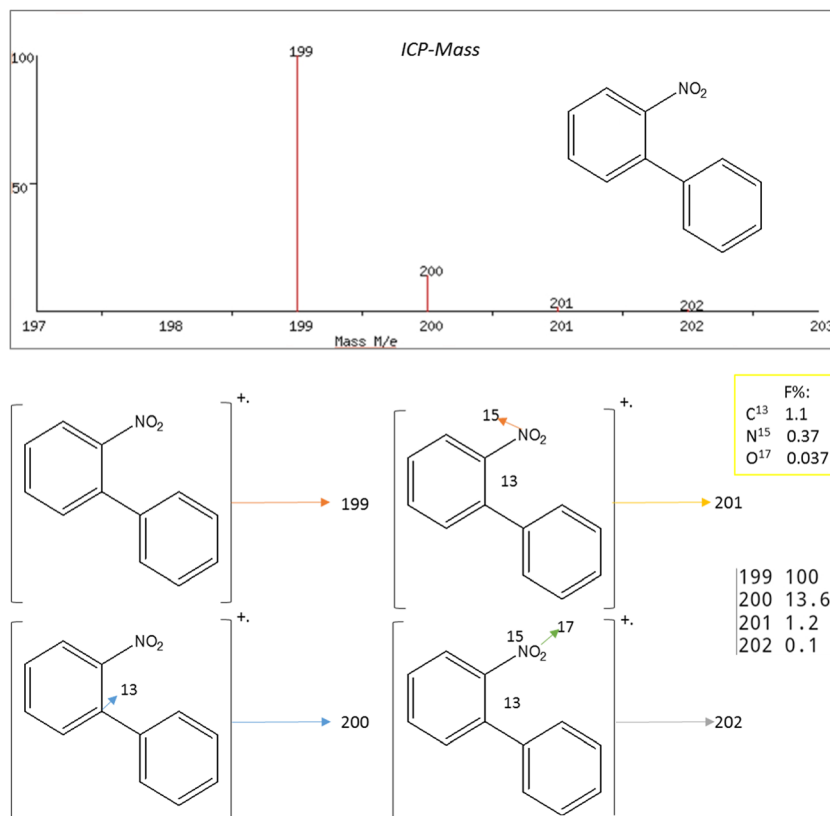 ICP-Mass
100
199
NO2
50
200
201
202
197
198
199
200
201
202
203
Mass M/e
F%:
C13 1.1
N15 0.37
O17 0.037
+.
NO2
199
+.
15
NO2
13
201
199 100
200 13.6
201 1.2
202 0.1
+.
NO2
13
200
+.
15
17
NO2
13
202